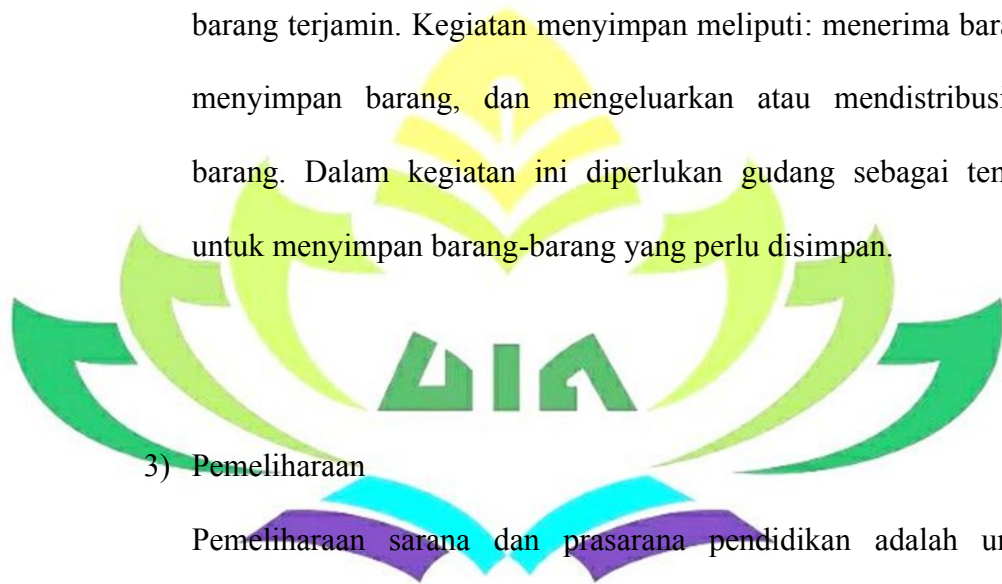 barang terjamin. Kegiatan menyimpan meliputi: menerima bara
menyimpan barang, dan mengeluarkan atau mendistribusi
barang. Dalam kegiatan ini diperlukan gudang sebagai tem
untuk menyimpan barang-barang yang perlu disimpan.
UIN
3) Pemeliharaan
Pemeliharaan sarana dan prasarana pendidikan adalah un